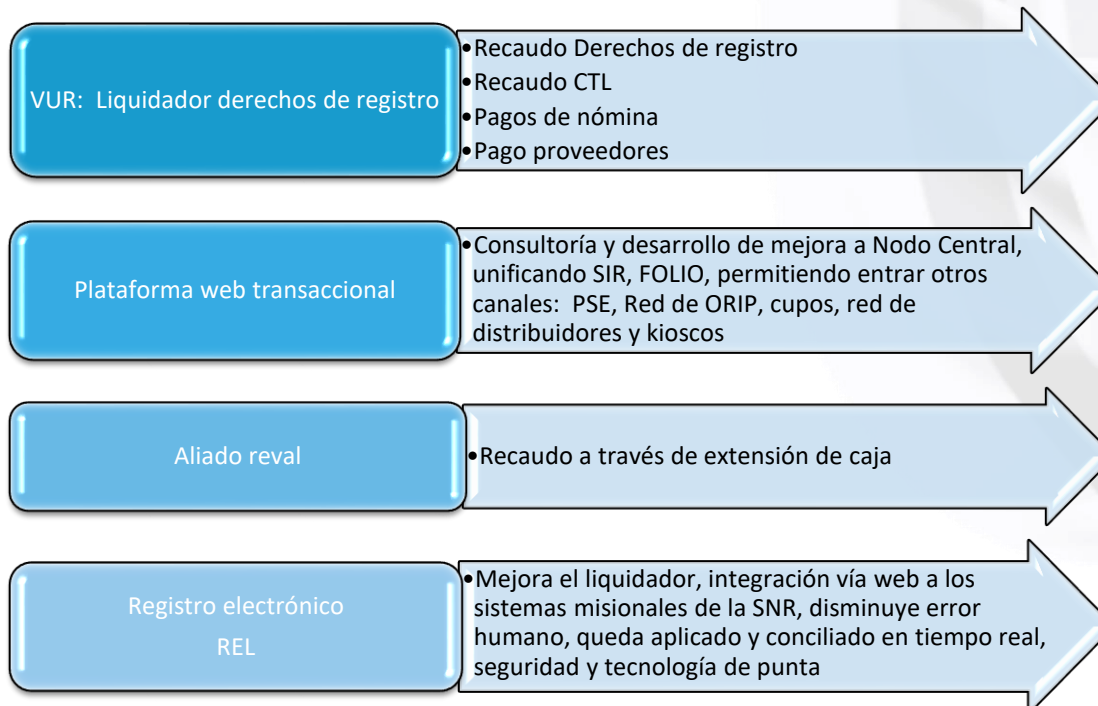 VUR:  Liquidador derechos de registro
•Recaudo Derechos de registro
•Recaudo CTL
•Pagos de nómina
•Pago proveedores
Plataforma web transaccional
•Consultoría y desarrollo de mejora a Nodo Central,
unificando SIR, FOLIO, permitiendo entrar otros
canales:  PSE, Red de ORIP, cupos, red de
distribuidores y kioscos
Aliado reval
•Recaudo a través de extensión de caja
Registro electrónico
REL
•Mejora el liquidador, integración vía web a los
sistemas misionales de la SNR, disminuye error
humano, queda aplicado y conciliado en tiempo real,
seguridad y tecnología de punta